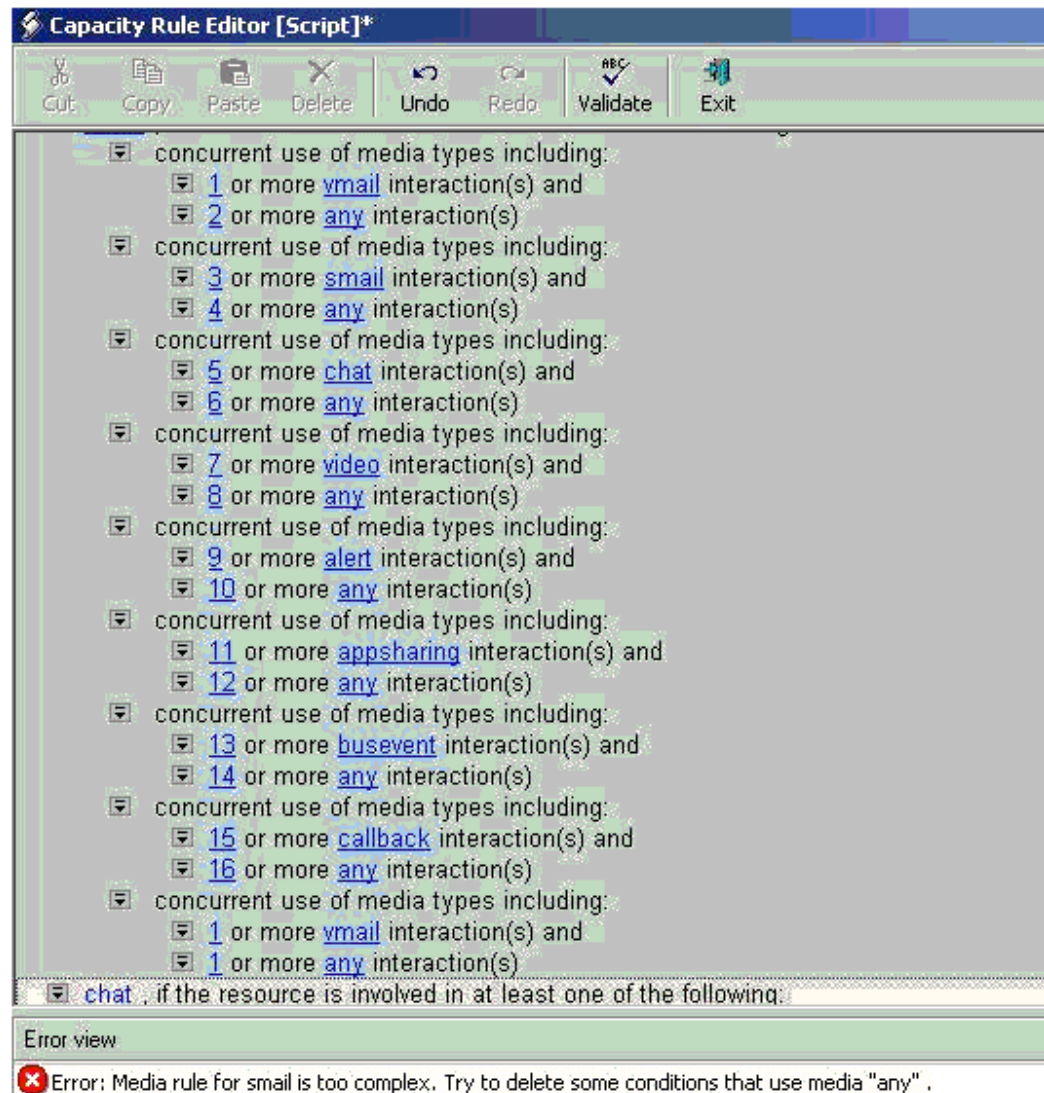 Capacity Rule Editor [Script]*
Cut Copy Paste Delete Undo Redo ABC Validate Exit
concurrent use of media types including:
1 or more vmail interaction(s) and
2 or more any interaction(s)
concurrent use of media types including:
3 or more smail interaction(s) and
4 or more any interaction(s)
concurrent use of media types including:
5 or more chat interaction(s) and
6 or more any interaction(s)
concurrent use of media types including:
7 or more video interaction(s) and
8 or more any interaction(s)
concurrent use of media types including:
9 or more alert interaction(s) and
10 or more any interaction(s)
concurrent use of media types including:
11 or more appsharing interaction(s) and
12 or more any interaction(s)
concurrent use of media types including:
13 or more busevent interaction(s) and
14 or more any interaction(s)
concurrent use of media types including:
15 or more callback interaction(s) and
16 or more any interaction(s)
concurrent use of media types including:
1 or more vmail interaction(s) and
1 or more any interaction(s)
chat , if the resource is involved in at least one of the following:
Error view
Error: Media rule for smail is too complex. Try to delete some conditions that use media "any" .